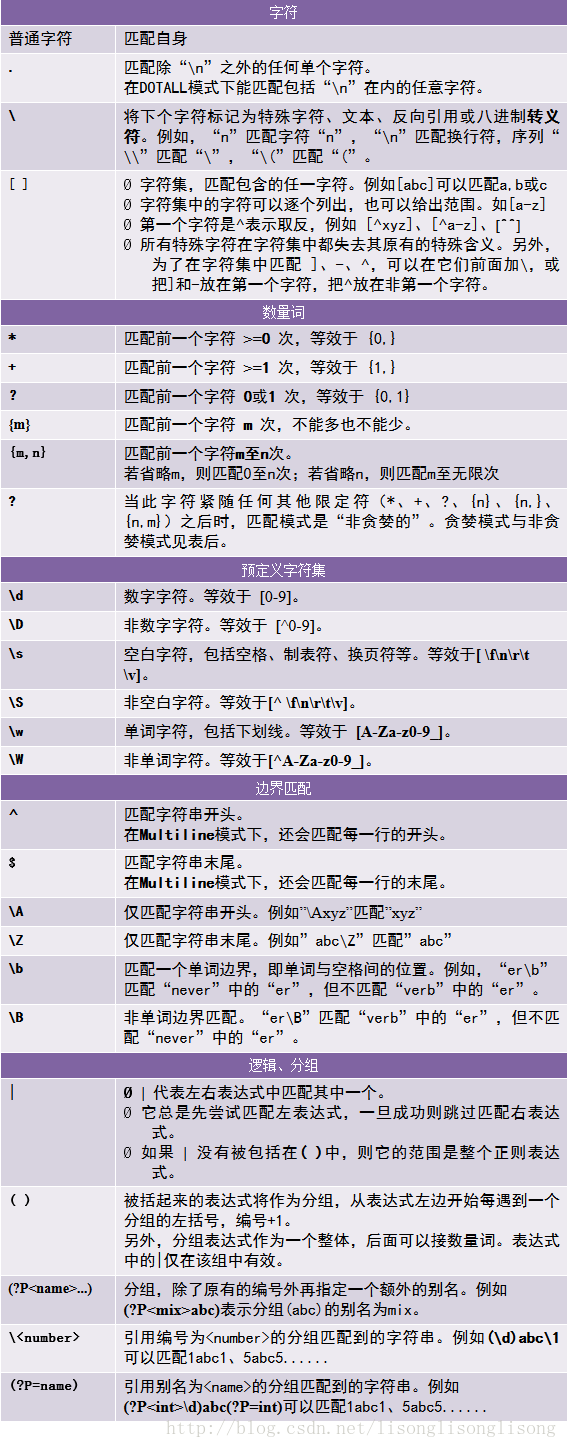 字符
普通字符 匹配自身
. 匹配除“\n”之外的任何单个字符。
在DOTALL模式下能匹配包括“\n”在内的任意字符。
\ 将下个字符标记为特殊字符、文本、反向引用或八进制转义
符。例如，“n”匹配字符“n”，“\n”匹配换行符，序列“
\\”匹配“\”，“\(”匹配“(”。
[ ] Ø 字符集，匹配包含的任一字符。例如[abc]可以匹配a,b或c
Ø 字符集中的字符可以逐个列出，也可以给出范围。如[a-z]
Ø 第一个字符是^表示取反，例如 [^xyz]、[^a-z]、[^^]
Ø 所有特殊字符在字符集中都失去其原有的特殊含义。另外，
为了在字符集中匹配 ]、-、^，可以在它们前面加\，或
把]和-放在第一个字符，把^放在非第一个字符。
数量词
* 匹配前一个字符 >=0 次，等效于 {0,}
+ 匹配前一个字符 >=1 次，等效于 {1,}
? 匹配前一个字符 0或1 次，等效于 {0,1}
{m} 匹配前一个字符 m 次，不能多也不能少。
{m,n} 匹配前一个字符m至n次。
若省略m，则匹配0至n次；若省略n，则匹配m至无限次
? 当此字符紧随任何其他限定符（*、+、?、{n}、{n,}、
{n,m}）之后时，匹配模式是“非贪婪的”。贪婪模式与非贪
婪模式见表后。
预定义字符集
\d 数字字符。等效于 [0-9]。
\D 非数字字符。等效于 [^0-9]。
\s 空白字符，包括空格、制表符、换页符等。等效于[ \f\n\r\t
\v]。
\S 非空白字符。等效于[^ \f\n\r\t\v]。
\w 单词字符，包括下划线。等效于 [A-Za-z0-9_]。
\W 非单词字符。等效于[^A-Za-z0-9_]。
边界匹配
^ 匹配字符串开头。
在Multiline模式下，还会匹配每一行的开头。
$ 匹配字符串末尾。
在Multiline模式下，还会匹配每一行的末尾。
\A 仅匹配字符串开头。例如”\Axyz”匹配”xyz”
\Z 仅匹配字符串末尾。例如”abc\Z”匹配”abc”
\b 匹配一个单词边界，即单词与空格间的位置。例如，“er\b”
匹配“never”中的“er”，但不匹配“verb”中的“er”。
\B 非单词边界匹配。“er\B”匹配“verb”中的“er”，但不匹
配“never”中的“er”。
逻辑、分组
| Ø | 代表左右表达式中匹配其中一个。
Ø 它总是先尝试匹配左表达式，一旦成功则跳过匹配右表达
式。
Ø 如果 | 没有被包括在()中，则它的范围是整个正则表达
式。
( ) 被括起来的表达式将作为分组，从表达式左边开始每遇到一个
分组的左括号，编号+1。
另外，分组表达式作为一个整体，后面可以接数量词。表达式
中的|仅在该组中有效。
(?P<name>...) 分组，除了原有的编号外再指定一个额外的别名。例如
(?P<mix>abc)表示分组(abc)的别名为mix。
\<number> 引用编号为<number>的分组匹配到的字符串。例如(\d)abc\1
可以匹配1abc1、5abc5......
(?P=name) 引用别名为<name>的分组匹配到的字符串。例如
(?P<int>\d)abc(?P=int)可以匹配1abc1、5abc5......
http://blog.csdn.net/lisonglisonglisong